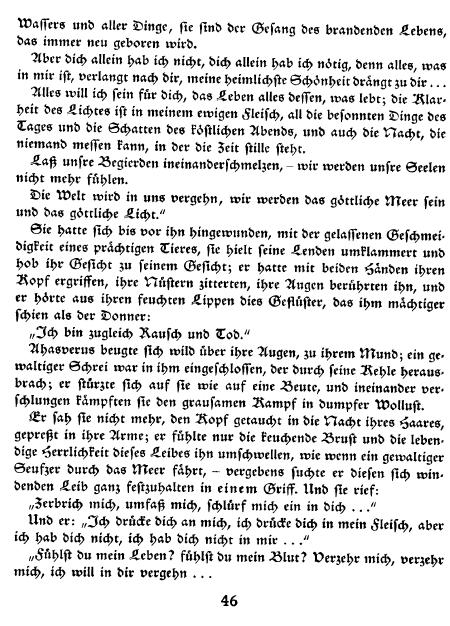 Wassers und aller Dinge, sie sind der Gesang des brandenden Lebens,
das immer neu geboren wird.
Aber dich allein hab ich nicht, dich allein hab ich nötig, denn alles, was
in mir ist, verlangt nach dir, meine heimlichste Schönheit drängt zu dir ...
Alles will ich sein für dich, das Leben alles dessen, was lebt; die Klar-
heit des Lichtes ist in meinem ewigen Fleisch, all die besonnten Dinge des
Tages und die Schatten des köstlichen Abends, und auch die Nacht, die
niemand messen kann, in der die Zeit stille steht.
Laß unsre Begierden ineinanderschmelzen, – wir werden unsre Seelen
nicht mehr fühlen.
Die Welt wird in uns vergehn, wir werden das göttliche Meer sein
und das göttliche Licht.“
Sie hatte sich bis vor ihn hingewunden, mit der gelassenen Geschmei-
digkeit eines prächtigen Tieres, sie hielt seine Lenden umklammert und
hob ihr Gesicht zu seinem Gesicht; er hatte mit beiden Händen ihren
Kopf ergriffen, ihre Nüstern zitterten, ihre Augen berührten ihn, und
er hörte aus ihren feuchten Lippen dies Geflüster, das ihm mächtiger
schien als der Donner:
„Ich bin zugleich Rausch und Tod.“
Ahasverus beugte sich wild über ihre Augen, zu ihrem Mund; ein ge-
waltiger Schrei war in ihm eingeschlossen, der durch seine Kehle heraus-
brach; er stürzte sich auf sie wie auf eine Beute, und ineinander ver-
schlungen kämpften sie den grausamen Kampf in dumpfer Wollust.
Er sah sie nicht mehr, den Kopf getaucht in die Nacht ihres Haares,
gepreßt in ihre Arme; er fühlte nur die keuchende Brust und die leben-
dige Herrlichkeit dieses Leibes ihn umschwellen, wie wenn ein gewaltiger
Seufzer durch das Meer fährt, – vergebens suchte er diesen sich win-
denden Leib ganz festzuhalten in einem Griff. Und sie rief:
„Zerbrich mich, umfaß mich, schlürf mich ein in dich ...“
Und er: „Ich drücke dich an mich, ich drücke dich in mein Fleisch, aber
ich hab dich nicht, ich hab dich nicht in mir ...“
„Fühlst du mein Leben? fühlst du mein Blut? Verzehr mich, verzehr
mich, ich will in dir vergehn ...
46